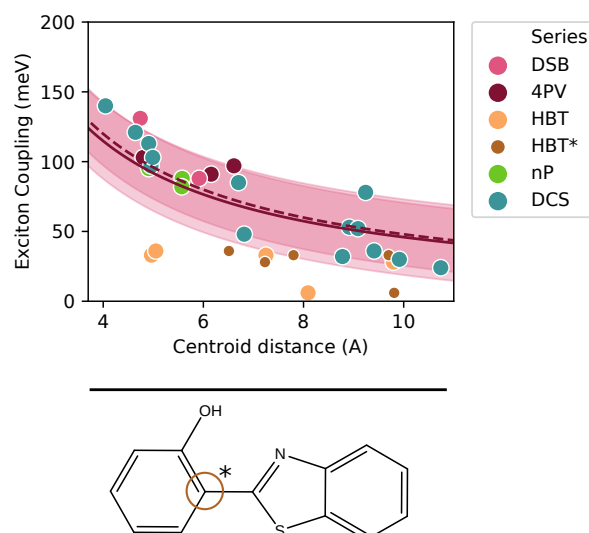 200
150
100
50
0
Exciton Coupling (meV)
4
6
8
10
Centroid distance (A)
Series
DSB
4PV
HBT
HBT*
nP
DCS
OH
*
N
S